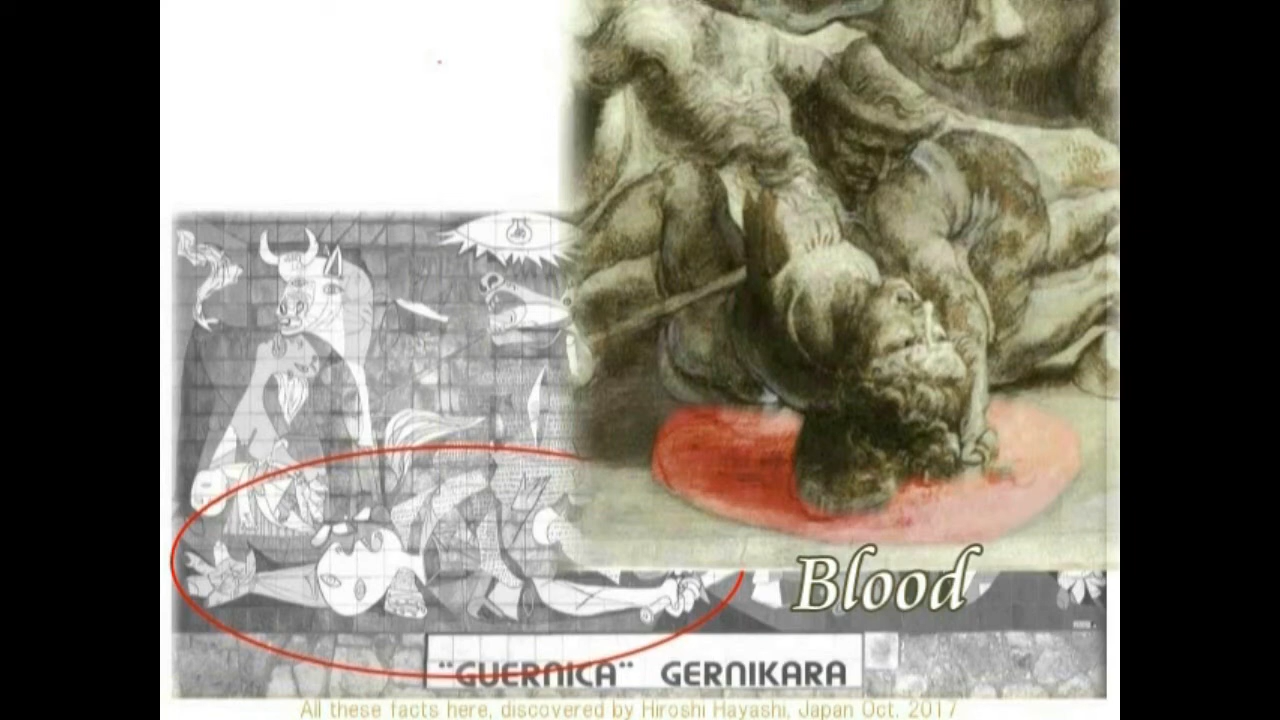 Blood
"GUERNICA" GERNIKARA
All these facts here, discovered by Hiroshi Hayashi, Japan Oct. 2017